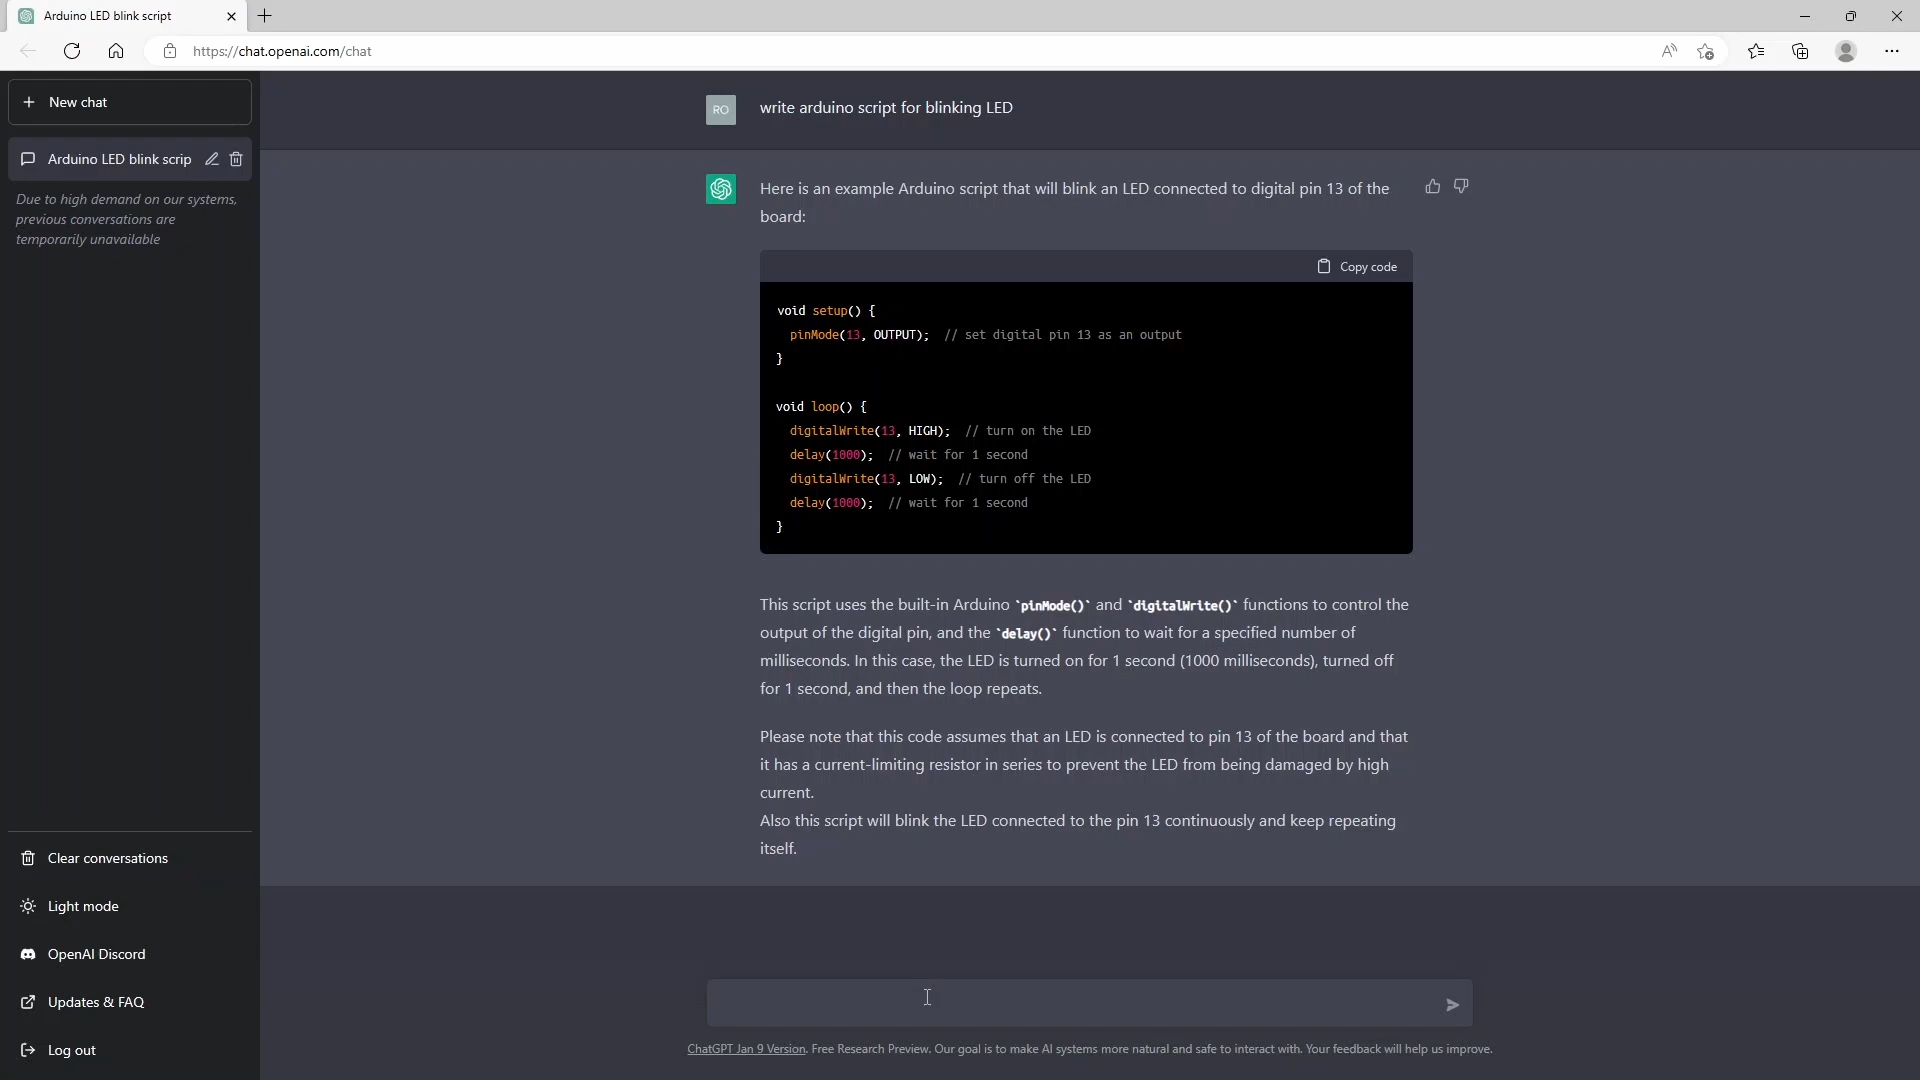 Arduino LED blink script
https://chat.openai.com/chat
New chat
Arduino LED blink scrip
Due to high demand on our systems,
previous conversations are
temporarily unavailable
Clear conversations
Light mode
OpenAI Discord
Updates & FAQ
Log out
RO
write arduino script for blinking LED
Here is an example Arduino script that will blink an LED connected to digital pin 13 of the
board:
Copy code
void setup() {
  pinMode(13, OUTPUT);  // set digital pin 13 as an output
}
void loop() {
  digitalWrite(13, HIGH);  // turn on the LED
  delay(1000);  // wait for 1 second
  digitalWrite(13, LOW);  // turn off the LED
  delay(1000);  // wait for 1 second
}
This script uses the built-in Arduino `pinMode()` and `digitalWrite()` functions to control the
output of the digital pin, and the `delay()` function to wait for a specified number of
milliseconds. In this case, the LED is turned on for 1 second (1000 milliseconds), turned off
for 1 second, and then the loop repeats.
Please note that this code assumes that an LED is connected to pin 13 of the board and that
it has a current-limiting resistor in series to prevent the LED from being damaged by high
current.
Also this script will blink the LED connected to the pin 13 continuously and keep repeating
itself.
ChatGPT Jan 9 Version. Free Research Preview. Our goal is to make AI systems more natural and safe to interact with. Your feedback will help us improve.